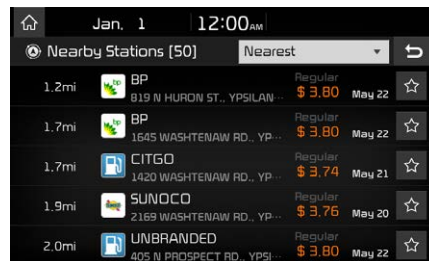 Jan. 1 12:00AM
Nearby Stations [50] Nearest
1.2mi BP Regular
819 N HURON ST., YPSILAN... $ 3.80 May 22
1.7mi BP Regular
1645 WASHTENAW RD., YP... $ 3.80 May 22
1.7mi CITGO Regular
1420 WASHTENAW RD., YP... $ 3.74 May 21
1.9mi SUNOCO Regular
2169 WASHTENAW RD., YP... $ 3.76 May 20
2.0mi UNBRANDED Regular
405 N PROSPECT RD., YPSI... $ 3.80 May 22